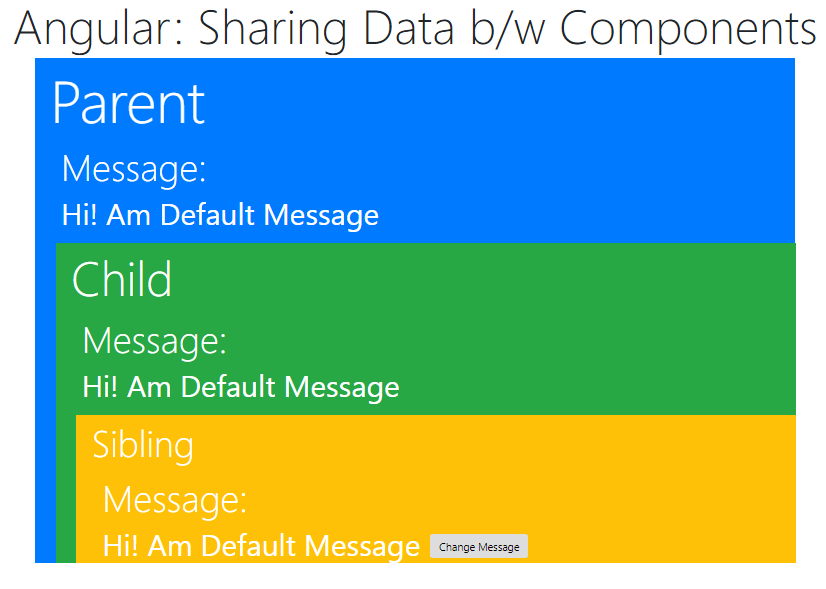 Angular: Sharing Data b/w Components
Parent
Message:
Hi! Am Default Message
Child
Message:
Hi! Am Default Message
Sibling
Message:
Hi! Am Default Message Change Message